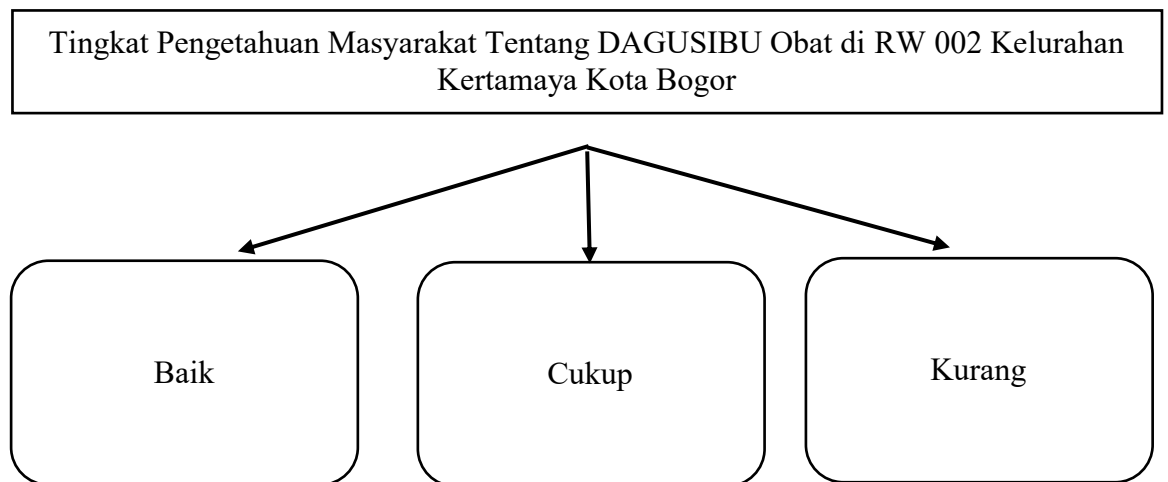 Tingkat Pengetahuan Masyarakat Tentang DAGUSIBU Obat di RW 002 Kelurahan
Kertamaya Kota Bogor
Baik
Cukup
Kurang